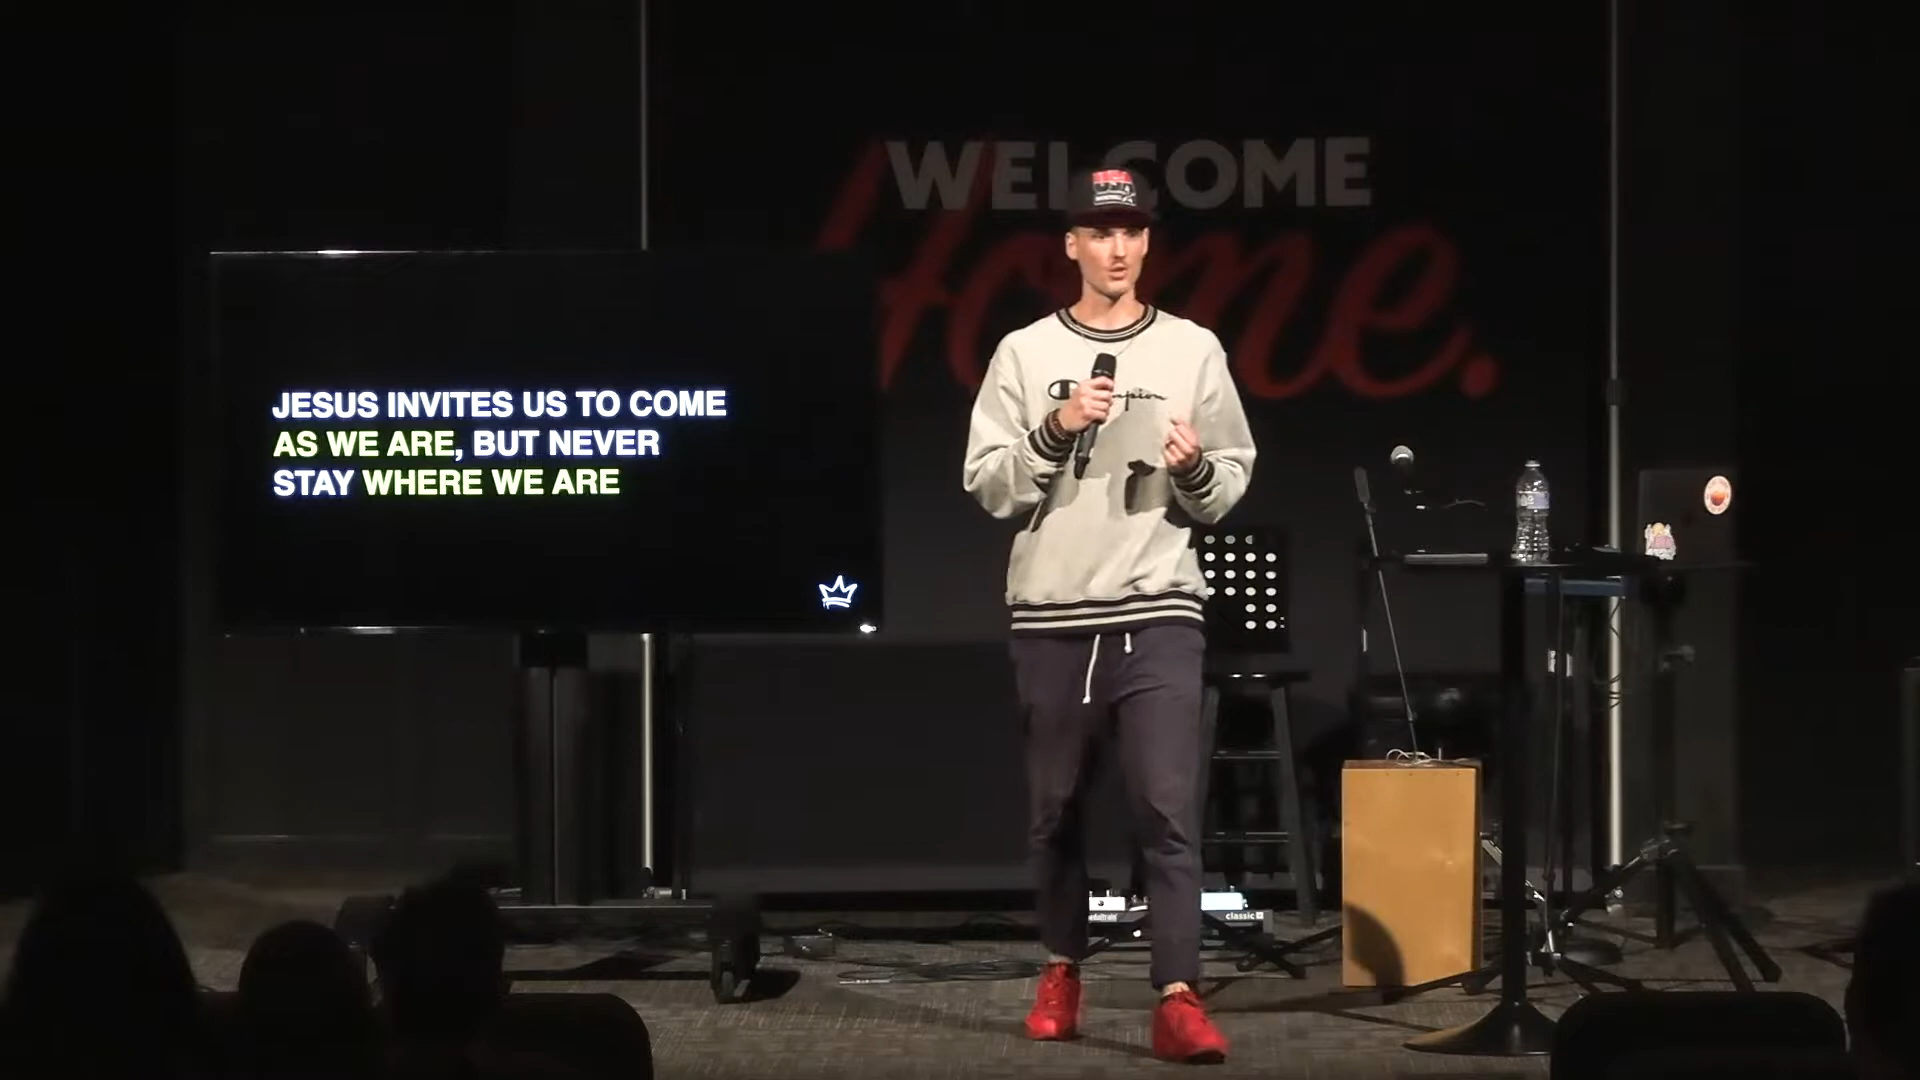 WELCOME
Home.
JESUS INVITES US TO COME
AS WE ARE, BUT NEVER
STAY WHERE WE ARE
Champion
classic